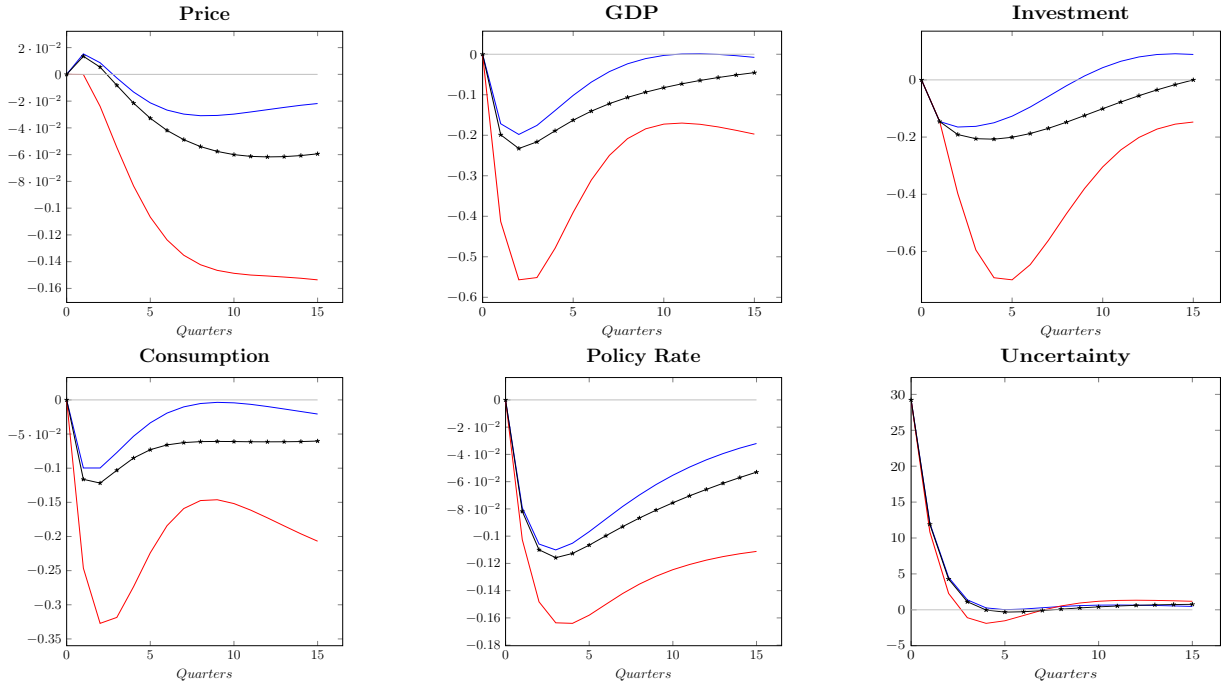 Price
2 · 10⁻²
0
−2 · 10⁻²
−4 · 10⁻²
−6 · 10⁻²
−8 · 10⁻²
−0.1
−0.12
−0.14
−0.16
0 5 10 15
Quarters
GDP
0
−0.1
−0.2
−0.3
−0.4
−0.5
−0.6
0 5 10 15
Quarters
Investment
0
−0.2
−0.4
−0.6
0 5 10 15
Quarters
Consumption
0
−5 · 10⁻²
−0.1
−0.15
−0.2
−0.25
−0.3
−0.35
0 5 10 15
Quarters
Policy Rate
0
−2 · 10⁻²
−4 · 10⁻²
−6 · 10⁻²
−8 · 10⁻²
−0.1
−0.12
−0.14
−0.16
−0.18
0 5 10 15
Quarters
Uncertainty
30
25
20
15
10
5
0
−5
0 5 10 15
Quarters